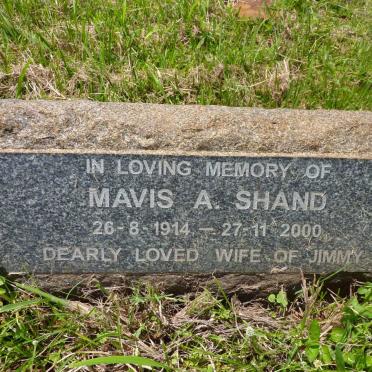 IN LOVING MEMORY OF
MAVIS A. SHAND
26-8-1914 — 27-11-2000
DEARLY LOVED WIFE OF JIMMY